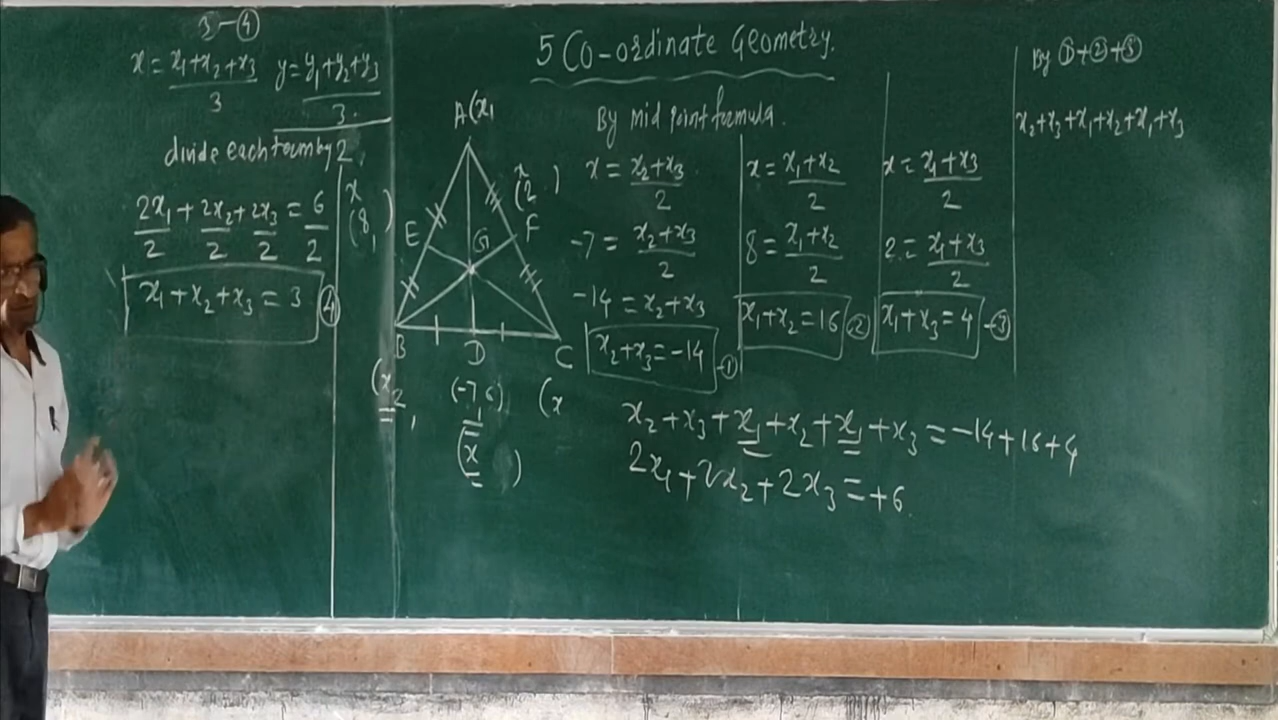 5 Co-ordinate Geometry.
3-④
x = x₁+x₂+x₃/3 y = y₁+y₂+y₃/3.
divide each term by 2
2x₁/2 + 2x₂/2 + 2x₃/2 = 6/2
x₁+x₂+x₃ = 3 ④
x
(8, )
A(x₁
x
(2 )
E
F
G
B
D
C
(x₂,
(-7 6)
(x
(x )
By mid point formula.
x = x₂+x₃/2
-7 = x₂+x₃/2
-14 = x₂+x₃
x₂+x₃ = -14 -①
x = x₁+x₂/2
8 = x₁+x₂/2
x₁+x₂ = 16 -②
x = x₁+x₃/2
2 = x₁+x₃/2
x₁+x₃ = 4 -③
By ①+②+③
x₂+x₃+x₁+x₂+x₁+x₃
x₂+x₃+x₁+x₂+x₁+x₃ = -14+16+4
2x₁+2x₂+2x₃ = +6.